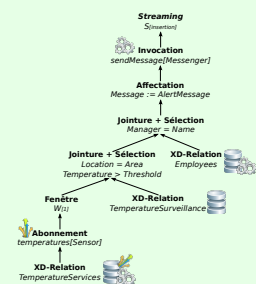 Streaming
S[insertion]
Invocation
sendMessage[Messenger]
Affectation
Message := AlertMessage
Jointure + Sélection
Manager = Name
Jointure + Sélection
Location = Area
Temperature > Threshold
XD-Relation
Employees
Fenêtre
W[1]
XD-Relation
TemperatureSurveillance
Abonnement
temperatures[Sensor]
XD-Relation
TemperatureServices